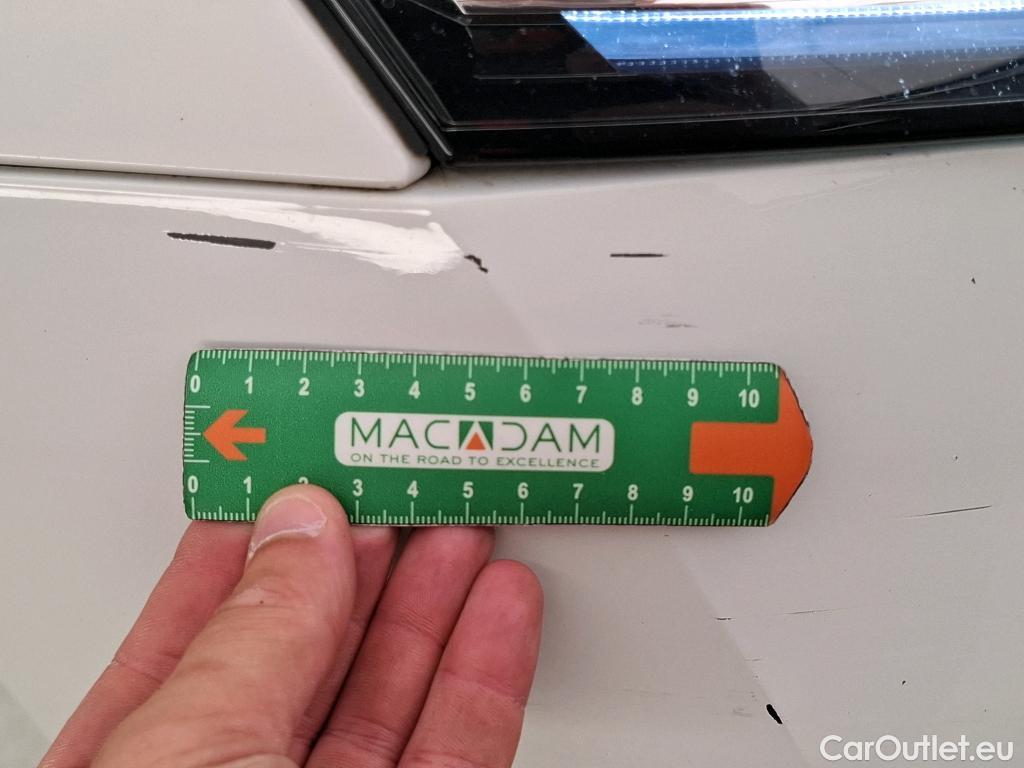 0 1 2 3 4 5 6 7 8 9 10
MACADAM
ON THE ROAD TO EXCELLENCE
0 1 2 3 4 5 6 7 8 9 10
CarOutlet.eu